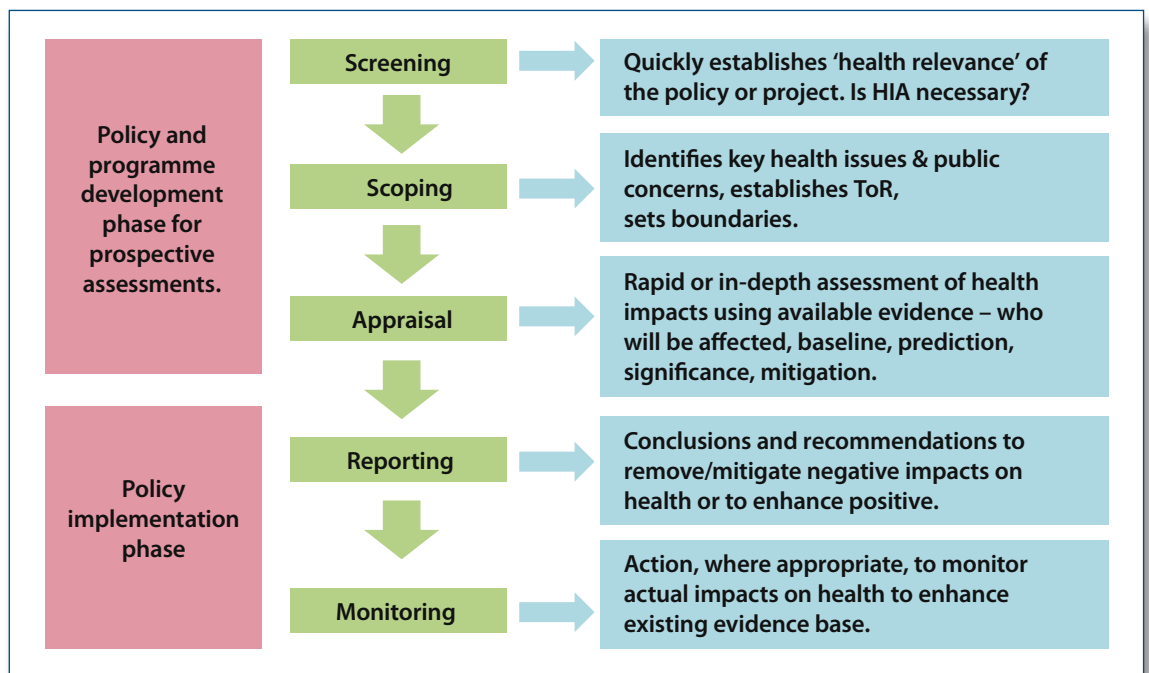 Policy and
programme
development
phase for
prospective
assessments.
Screening
Quickly establishes ‘health relevance’ of
the policy or project. Is HIA necessary?
Scoping
Identifies key health issues & public
concerns, establishes ToR,
sets boundaries.
Appraisal
Rapid or in-depth assessment of health
impacts using available evidence – who
will be affected, baseline, prediction,
significance, mitigation.
Policy
implementation
phase
Reporting
Conclusions and recommendations to
remove/mitigate negative impacts on
health or to enhance positive.
Monitoring
Action, where appropriate, to monitor
actual impacts on health to enhance
existing evidence base.